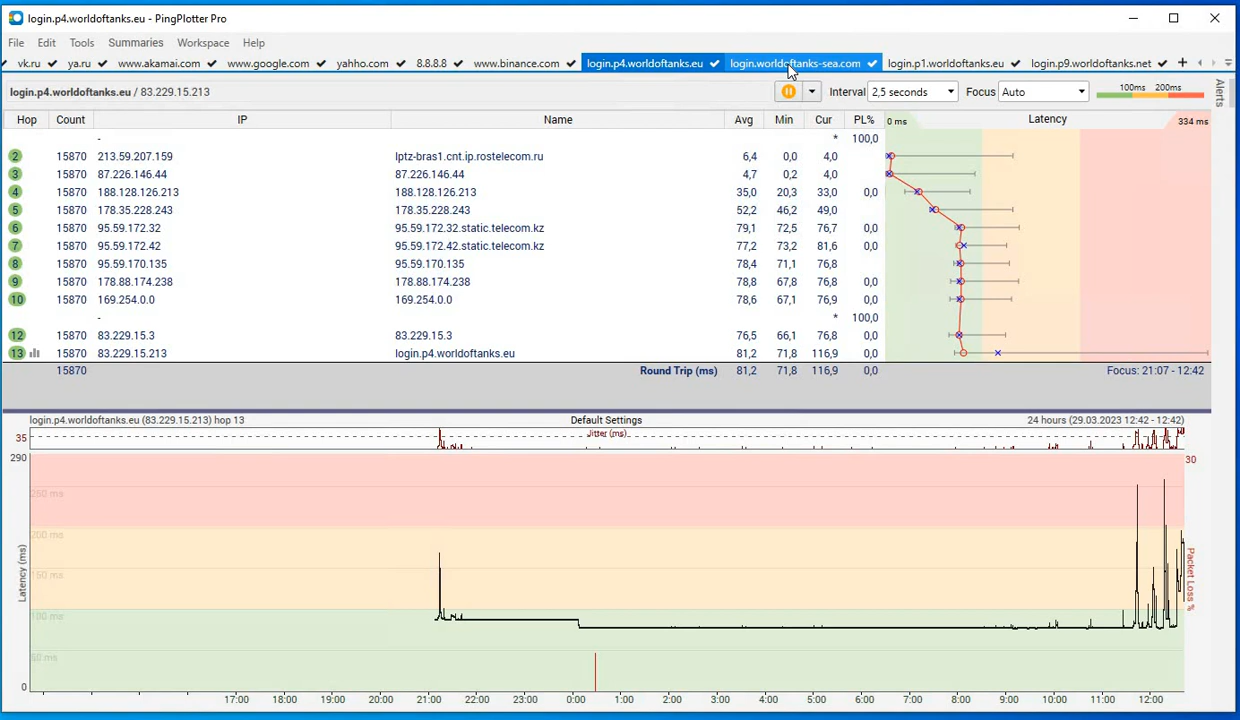 login.p4.worldoftanks.eu - PingPlotter Pro
File Edit Tools Summaries Workspace Help
vk.ru ya.ru www.akamai.com www.google.com yahho.com 8.8.8.8 www.binance.com login.p4.worldoftanks.eu login.worldoftanks-sea.com login.p1.worldoftanks.eu login.p9.worldoftanks.net
login.p4.worldoftanks.eu / 83.229.15.213 Interval 2,5 seconds Focus Auto 100ms 200ms Alerts
Hop Count IP Name Avg Min Cur PL% 0 ms Latency 334 ms
- * 100,0
2 15870 213.59.207.159 lptz-bras1.cnt.ip.rostelecom.ru 6,4 0,0 4,0
3 15870 87.226.146.44 87.226.146.44 4,7 0,2 4,0
4 15870 188.128.126.213 188.128.126.213 35,0 20,3 33,0 0,0
5 15870 178.35.228.243 178.35.228.243 52,2 46,2 49,0
6 15870 95.59.172.32 95.59.172.32.static.telecom.kz 79,1 72,5 76,7 0,0
7 15870 95.59.172.42 95.59.172.42.static.telecom.kz 77,2 73,2 81,6 0,0
8 15870 95.59.170.135 95.59.170.135 78,4 71,1 76,8
9 15870 178.88.174.238 178.88.174.238 78,8 67,8 76,8 0,0
10 15870 169.254.0.0 169.254.0.0 78,6 67,1 76,9 0,0
- * 100,0
12 15870 83.229.15.3 83.229.15.3 76,5 66,1 76,8 0,0
13 15870 83.229.15.213 login.p4.worldoftanks.eu 81,2 71,8 116,9 0,0
15870 Round Trip (ms) 81,2 71,8 116,9 0,0 Focus: 21:07 - 12:42
login.p4.worldoftanks.eu (83.229.15.213) hop 13 Default Settings 24 hours (29.03.2023 12:42 - 12:42)
35 Jitter (ms)
290 30
250 ms
200 ms
150 ms
100 ms
50 ms
0
Latency (ms)
Packet Loss %
17:00 18:00 19:00 20:00 21:00 22:00 23:00 0:00 1:00 2:00 3:00 4:00 5:00 6:00 7:00 8:00 9:00 10:00 11:00 12:00